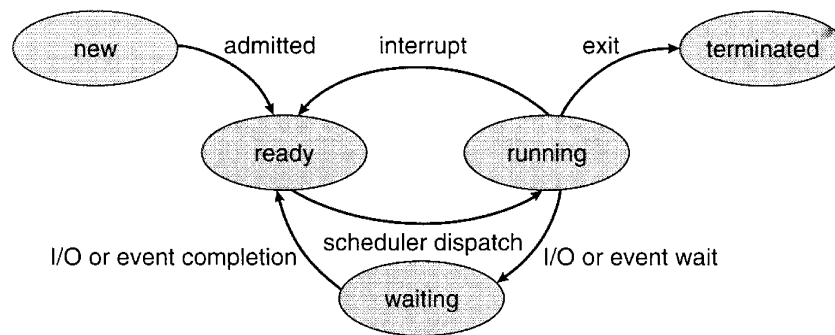 new
admitted
interrupt
exit
terminated
ready
running
I/O or event completion
scheduler dispatch
I/O or event wait
waiting